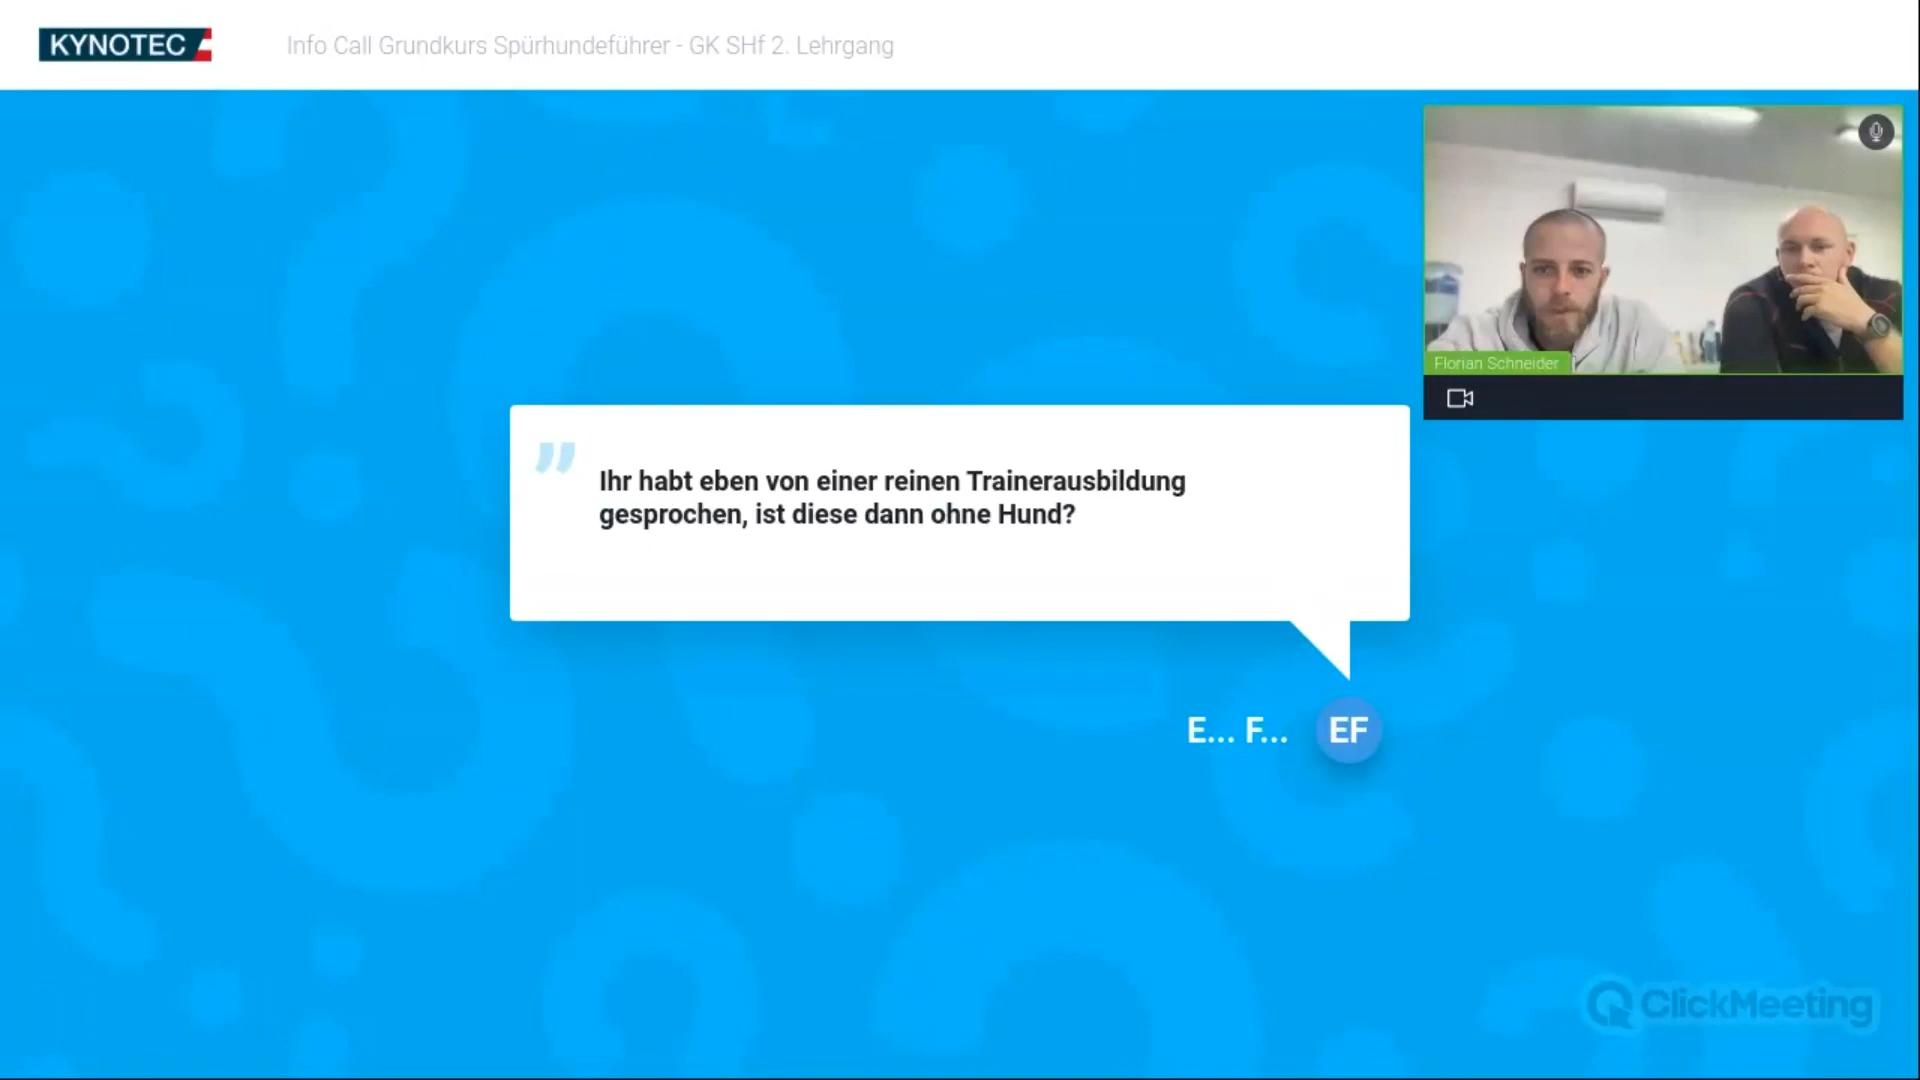 KYNOTEC
Info Call Grundkurs Spürhundeführer - GK SHf 2. Lehrgang
Florian Schneider
Ihr habt eben von einer reinen Trainerausbildung
gesprochen, ist diese dann ohne Hund?
E... F...
EF
ClickMeeting